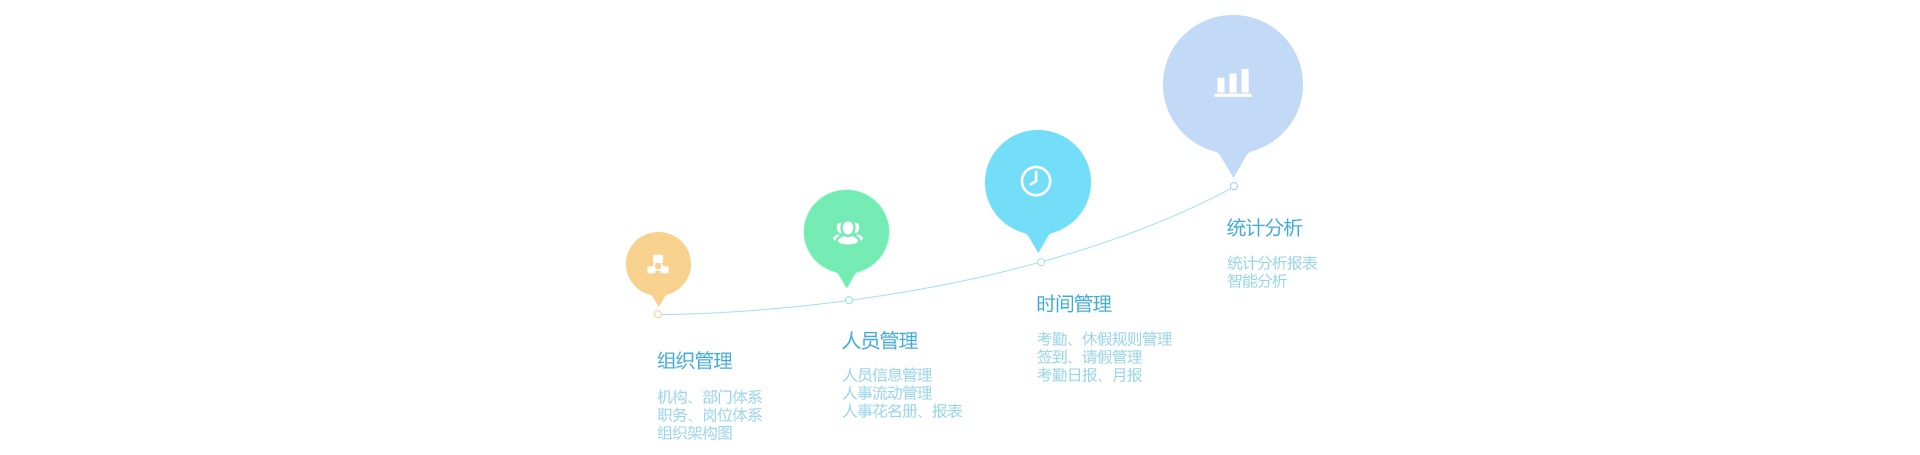 组织管理
机构、部门体系
职务、岗位体系
组织架构图
人员管理
人员信息管理
人事流动管理
人事花名册、报表
时间管理
考勤、休假规则管理
签到、请假管理
考勤日报、月报
统计分析
统计分析报表
智能分析